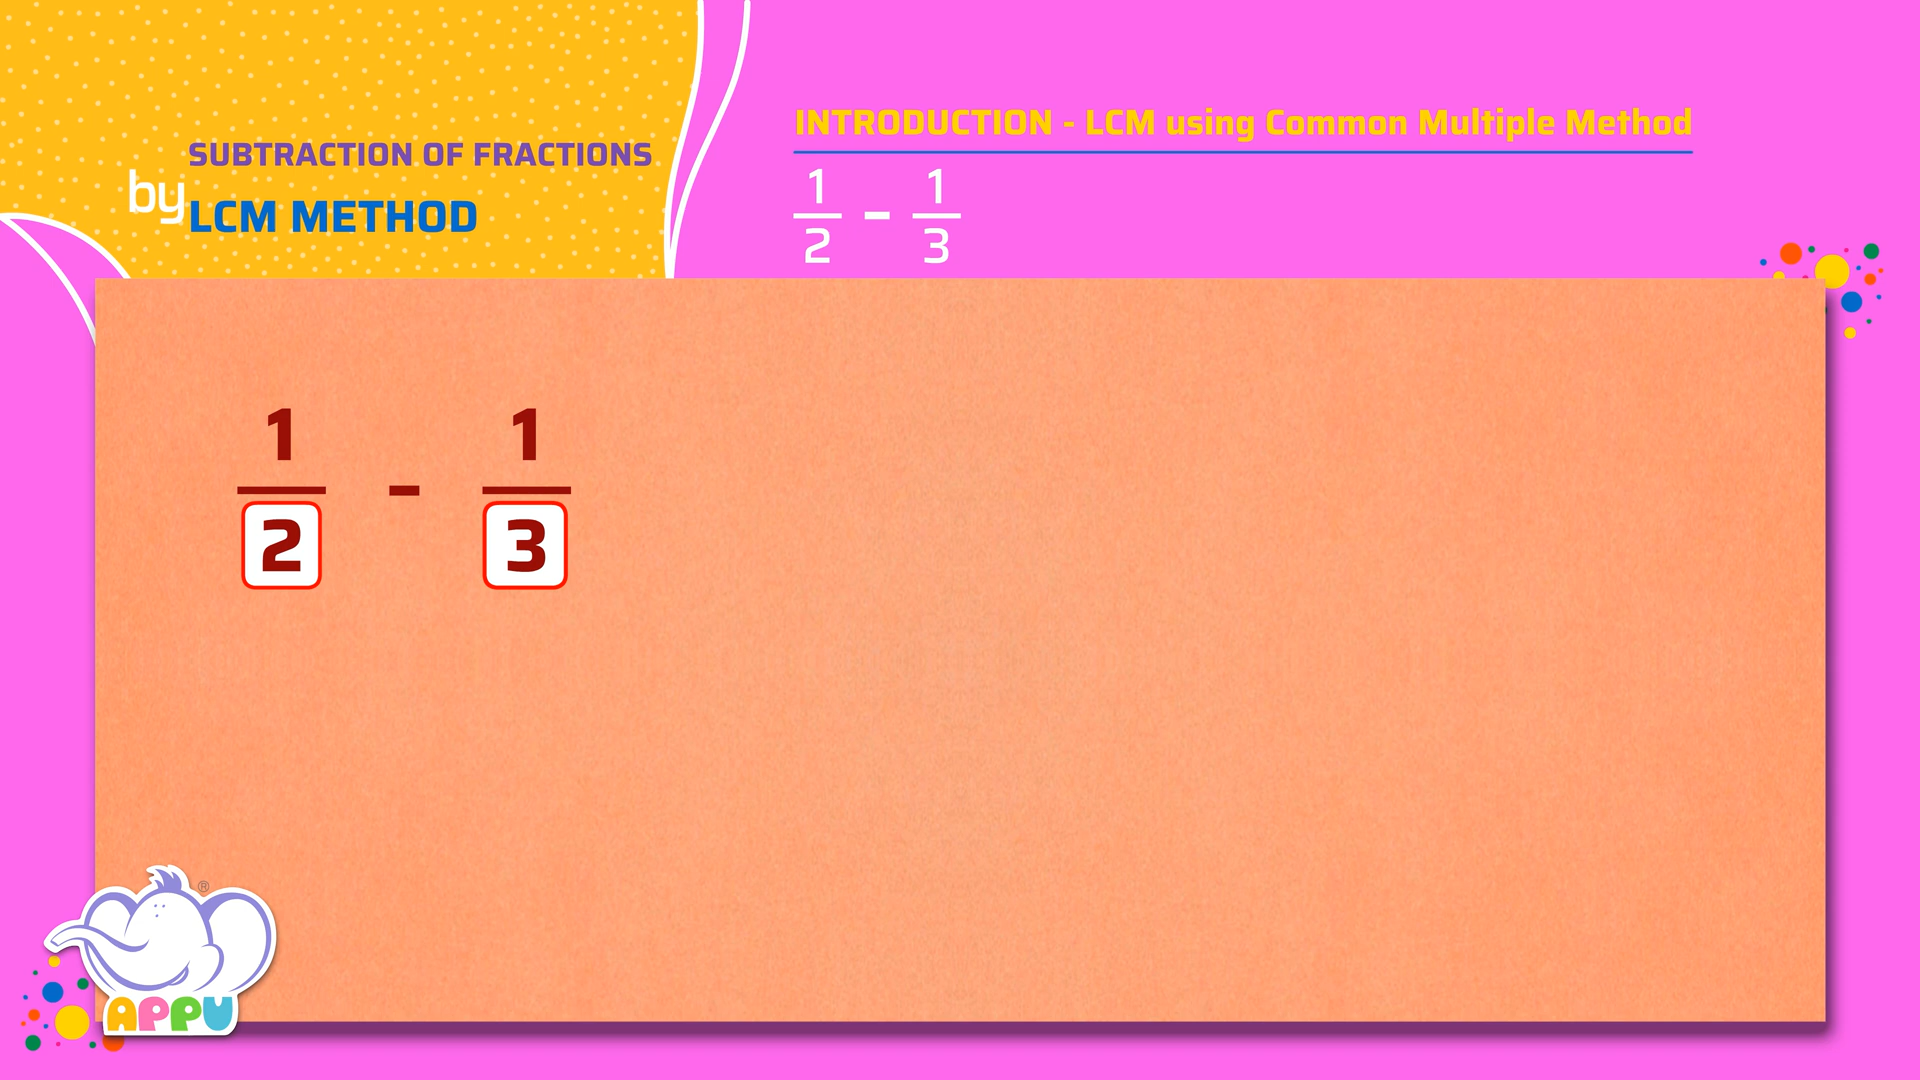 SUBTRACTION OF FRACTIONS
by LCM METHOD
INTRODUCTION - LCM using Common Multiple Method
1/2 - 1/3
1/2 - 1/3
®
APPU